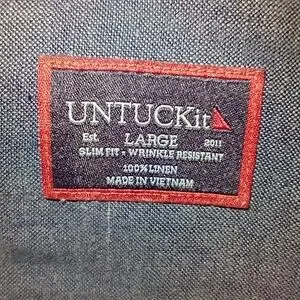 UNTUCKit
Est. LARGE 2011
SLIM FIT - WRINKLE RESISTANT
100% LINEN
MADE IN VIETNAM